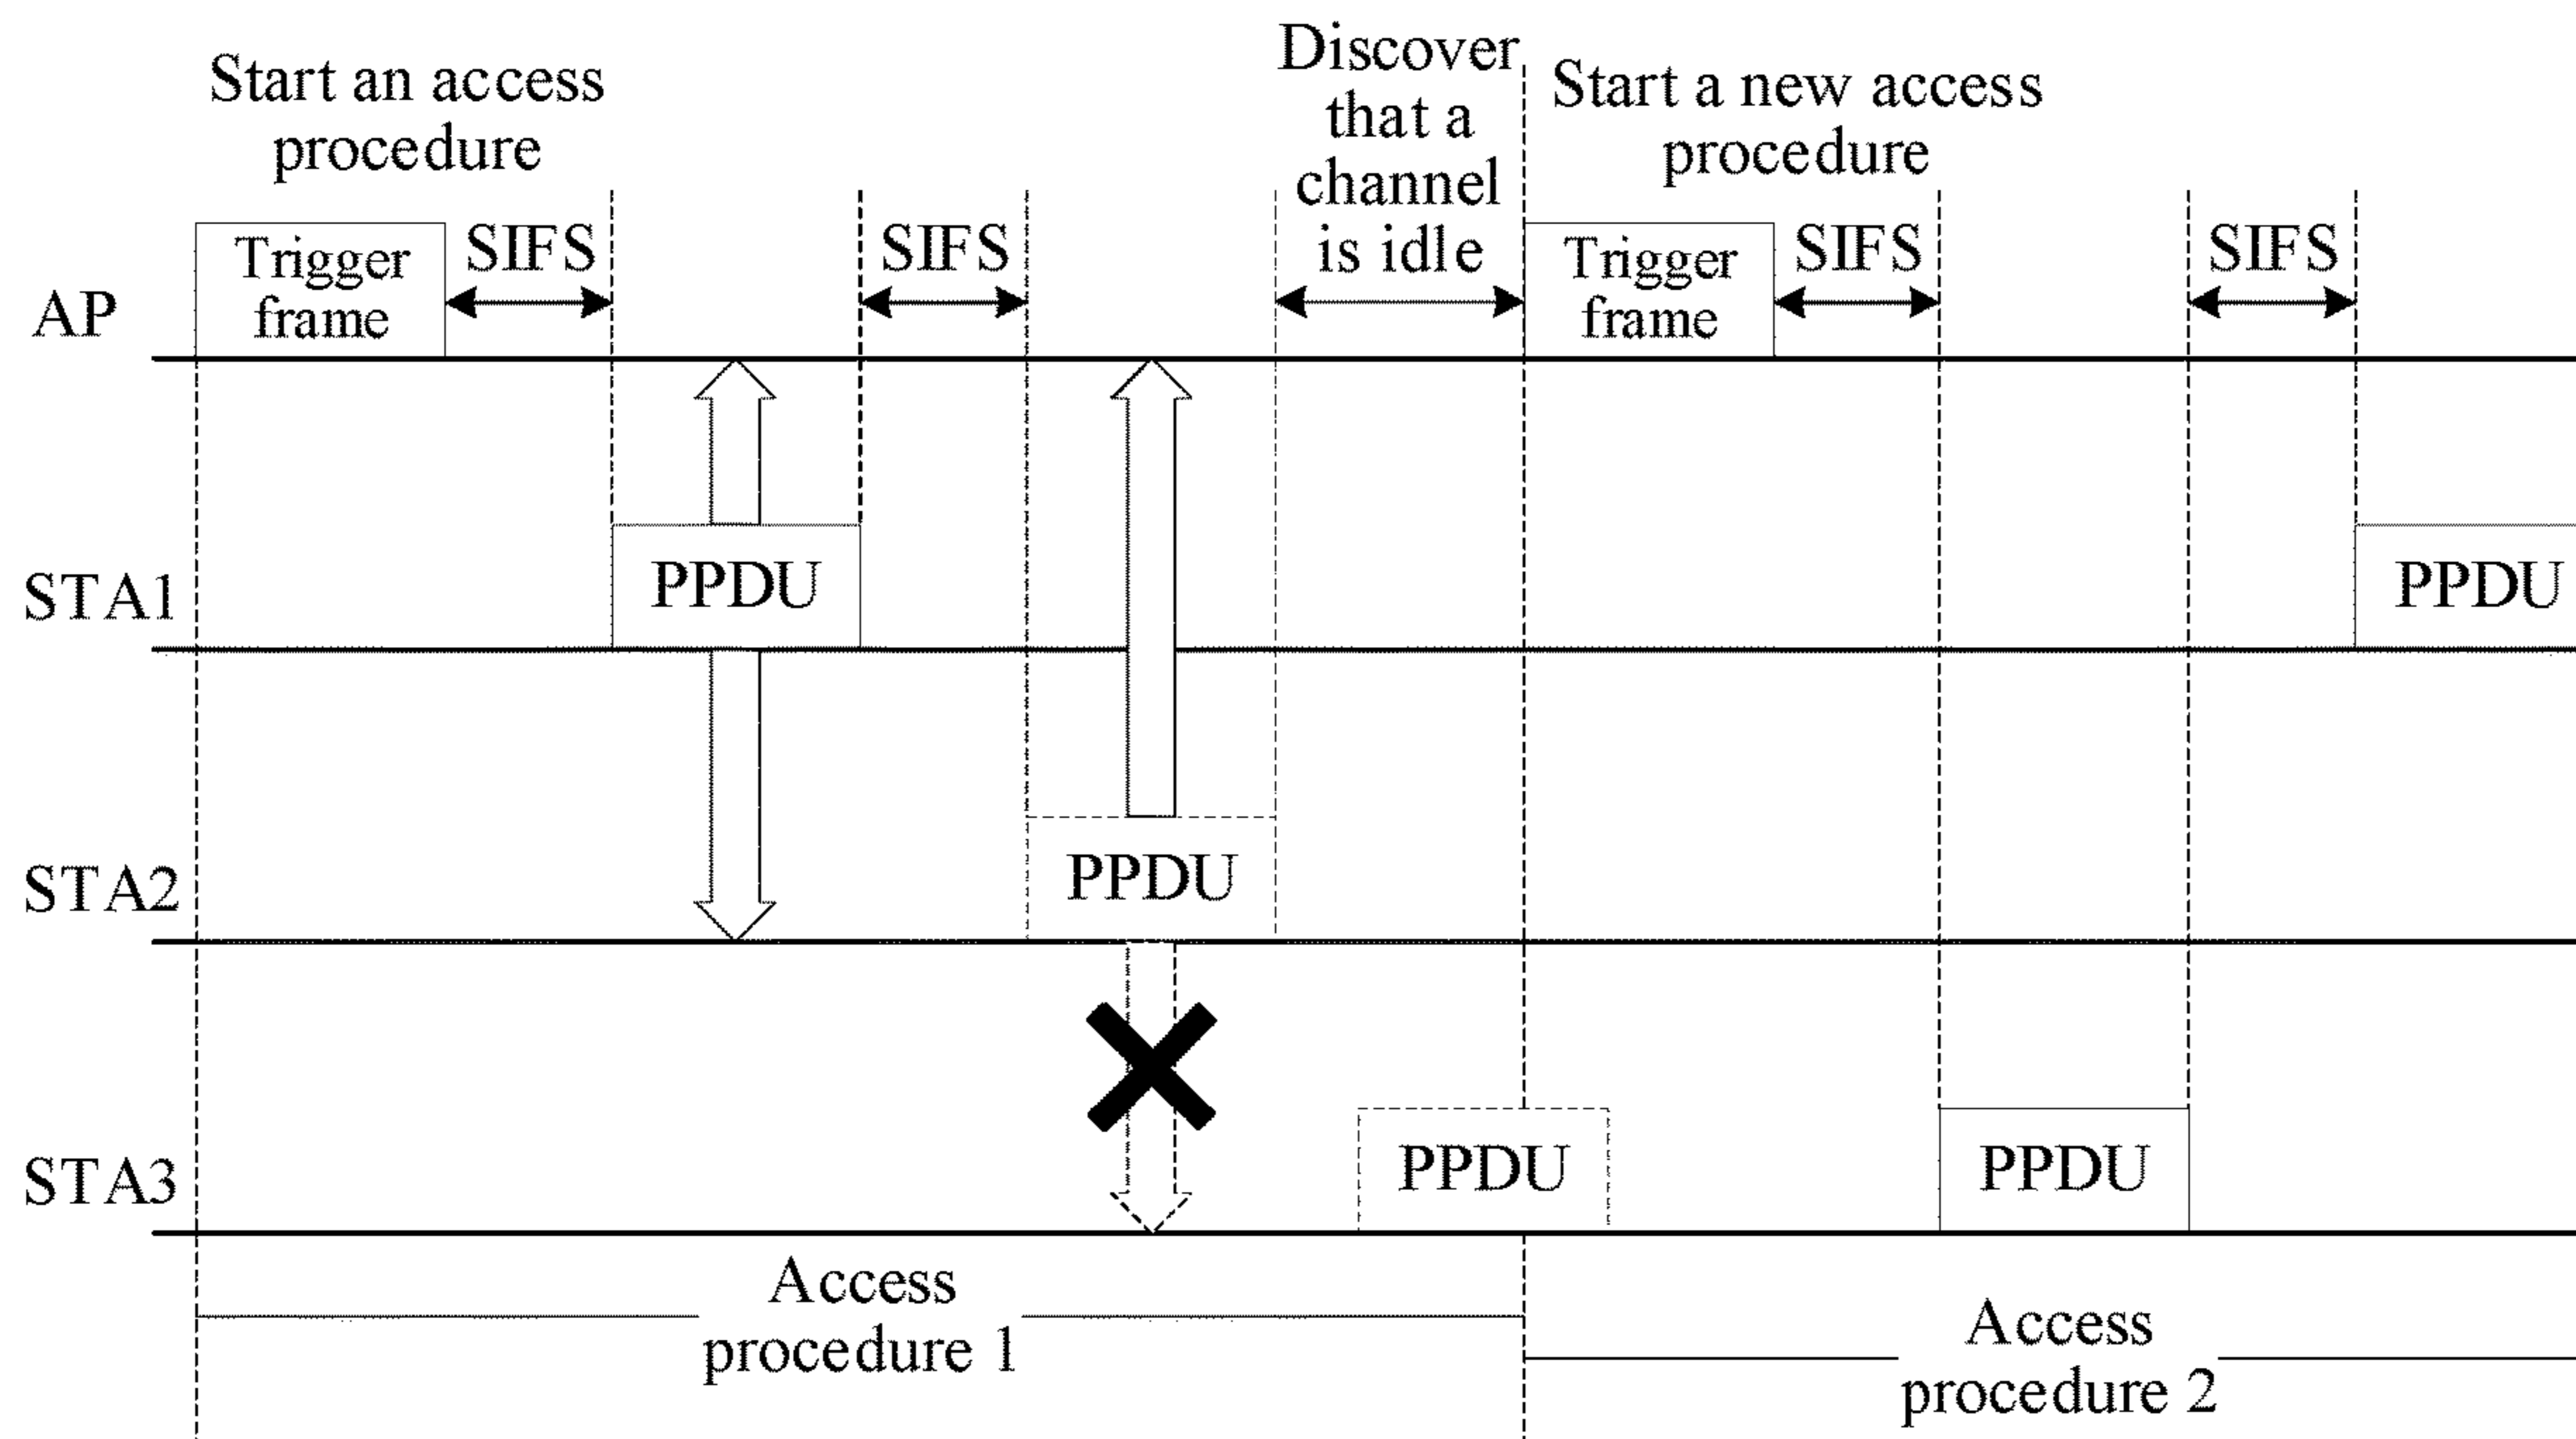 Start an access
procedure
Discover
that a
channel
is idle
Start a new access
procedure
AP
Trigger
frame
SIFS
SIFS
Trigger
frame
SIFS
SIFS
STA1
PPDU
PPDU
STA2
PPDU
STA3
PPDU
PPDU
Access
procedure 1
Access
procedure 2